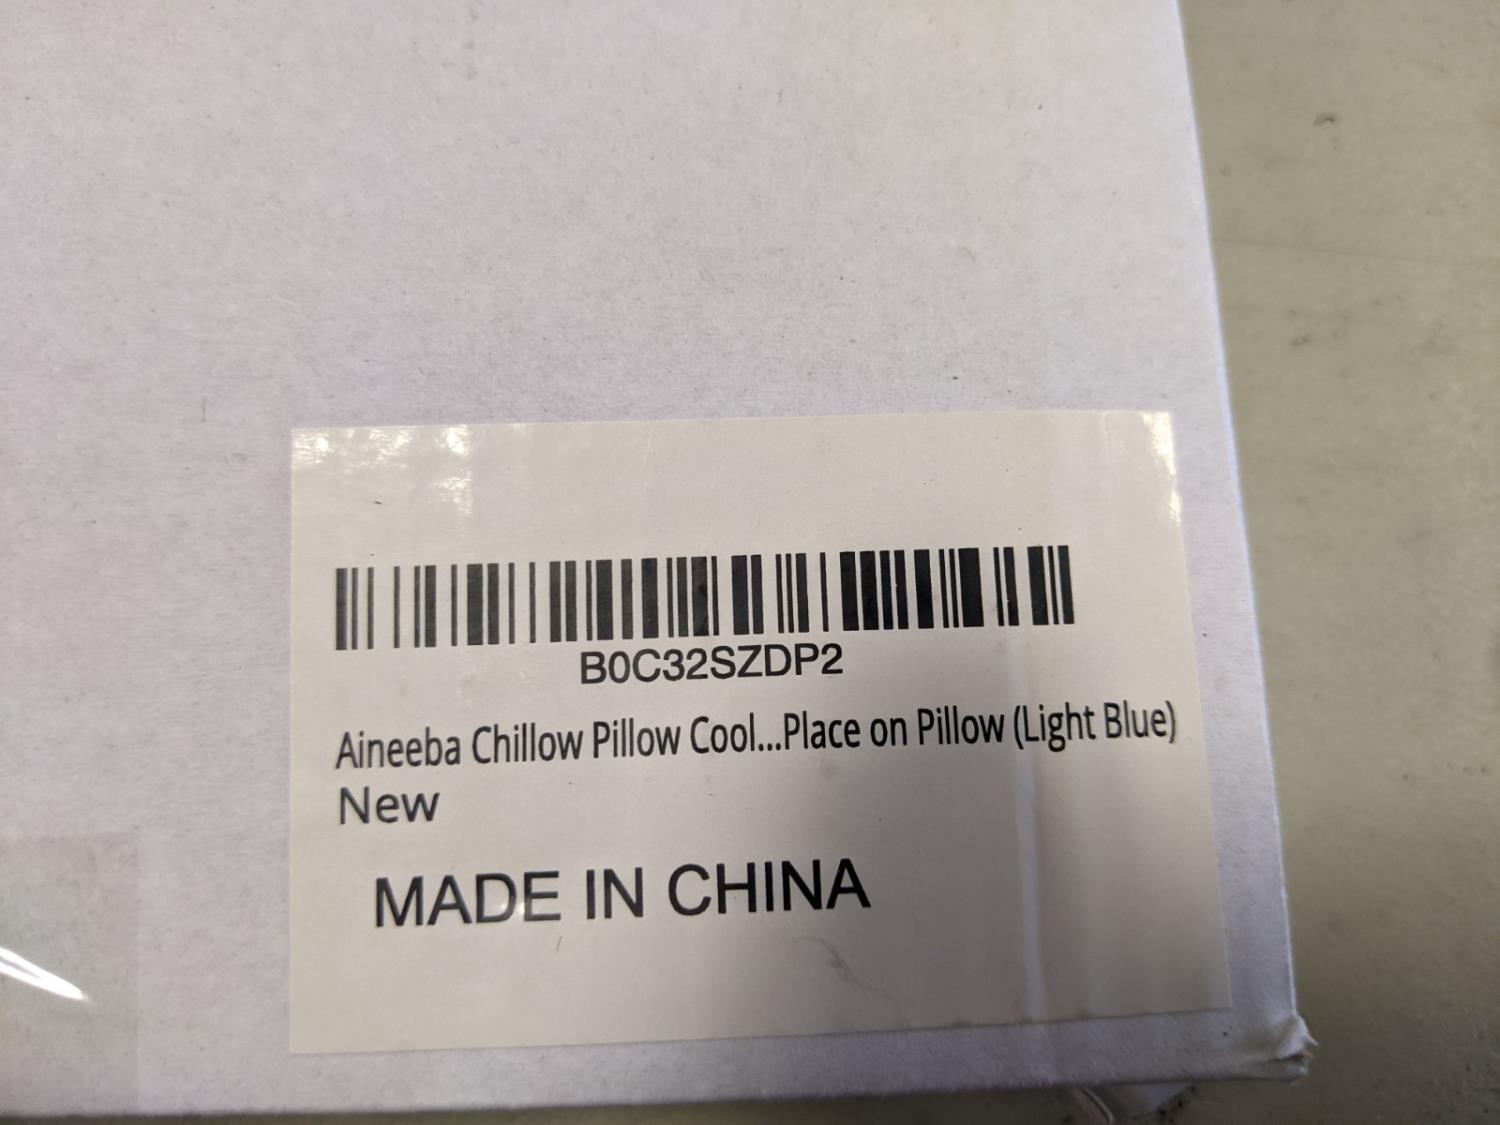 B0C32SZDP2
Aineeba Chillow Pillow Cool...Place on Pillow (Light Blue)
New
MADE IN CHINA